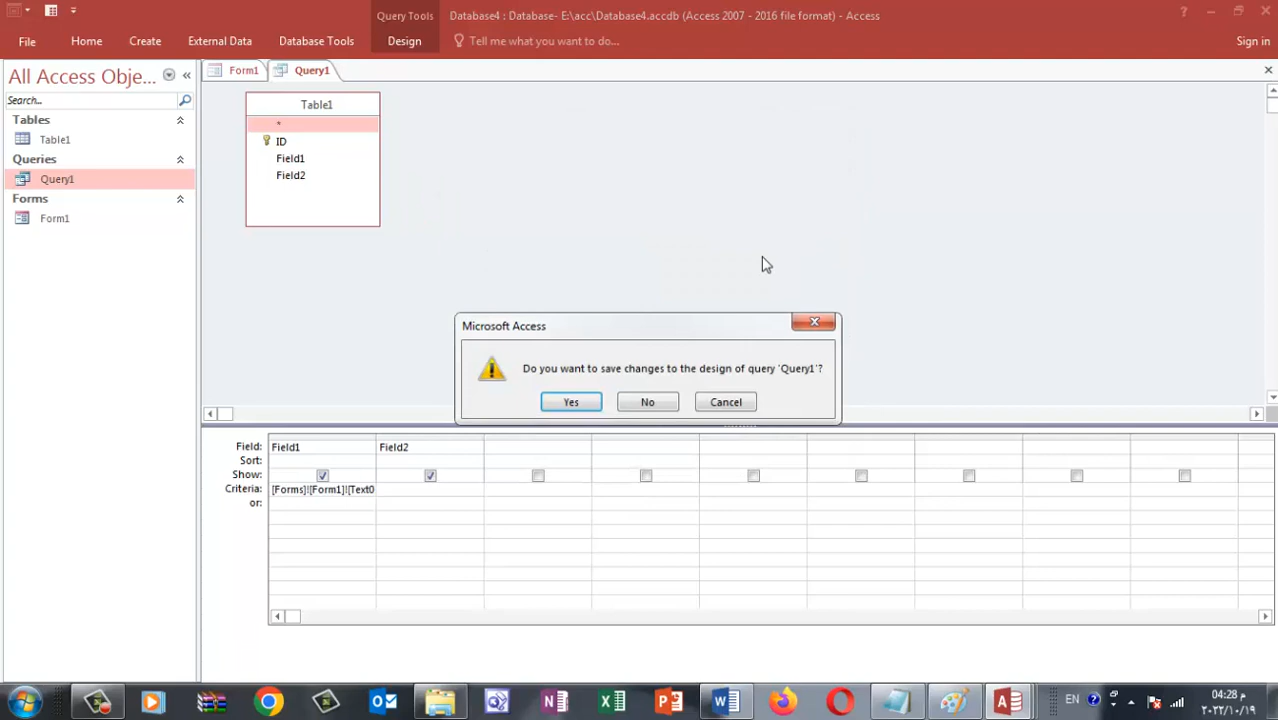 Query Tools
Database4 : Database- E:\acc\Database4.accdb (Access 2007 - 2016 file format) - Access
File
Home
Create
External Data
Database Tools
Design
Tell me what you want to do...
Sign in
All Access Obje...
Search...
Tables
Table1
Queries
Query1
Forms
Form1
Form1
Query1
Table1
*
ID
Field1
Field2
Microsoft Access
Do you want to save changes to the design of query 'Query1'?
Yes
No
Cancel
Field: Field1 Field2
Sort:
Show:
Criteria: [Forms]![Form1]![Text0
or:
EN
04:28 م
٢٠٢٢/١٠/١٩